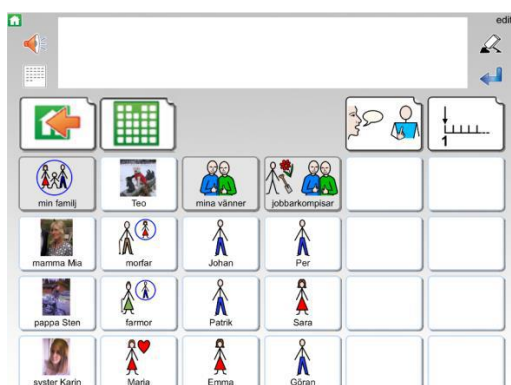 edit
1
min familj
Teo
mina vänner
jobbarkompisar
mamma Mia
morfar
Johan
Per
pappa Sten
farmor
Patrik
Sara
syster Karin
Maria
Emma
Göran